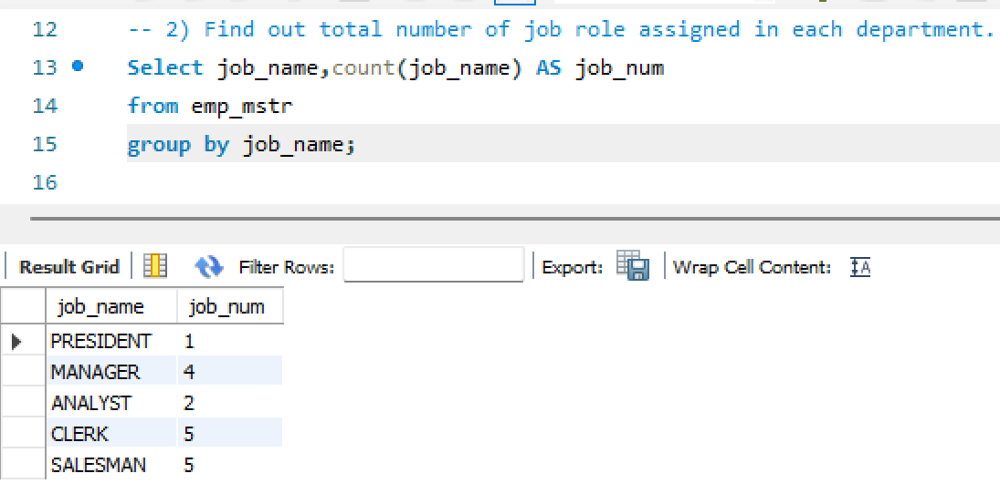 12 -- 2) Find out total number of job role assigned in each department.
13 Select job_name,count(job_name) AS job_num
14 from emp_mstr
15 group by job_name;
16
Result Grid Filter Rows: Export: Wrap Cell Content: IA
job_name job_num
PRESIDENT 1
MANAGER 4
ANALYST 2
CLERK 5
SALESMAN 5